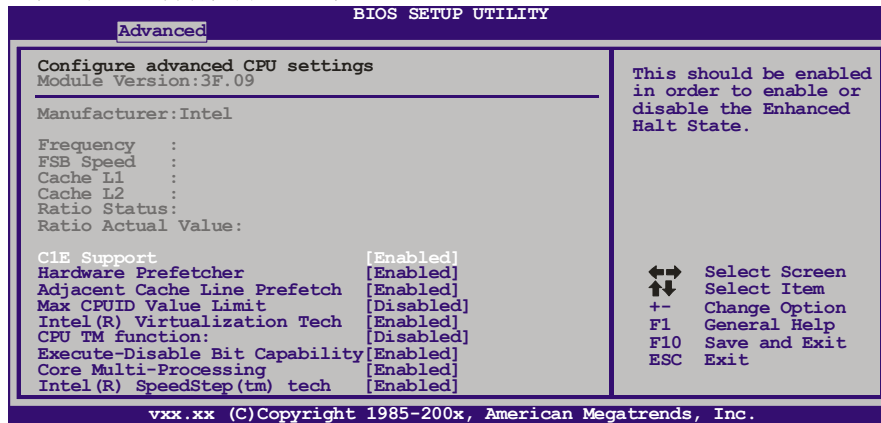 BIOS SETUP UTILITY
Advanced
Configure advanced CPU settings
Module Version:3F.09
Manufacturer:Intel
Frequency :
FSB Speed :
Cache L1 :
Cache L2 :
Ratio Status:
Ratio Actual Value:
C1E Support [Enabled]
Hardware Prefetcher [Enabled]
Adjacent Cache Line Prefetch [Enabled]
Max CPUID Value Limit [Disabled]
Intel(R) Virtualization Tech [Enabled]
CPU TM function: [Disabled]
Execute-Disable Bit Capability[Enabled]
Core Multi-Processing [Enabled]
Intel(R) SpeedStep(tm) tech [Enabled]
This should be enabled
in order to enable or
disable the Enhanced
Halt State.
Select Screen
Select Item
+- Change Option
F1 General Help
F10 Save and Exit
ESC Exit
vxx.xx (C)Copyright 1985-200x, American Megatrends, Inc.